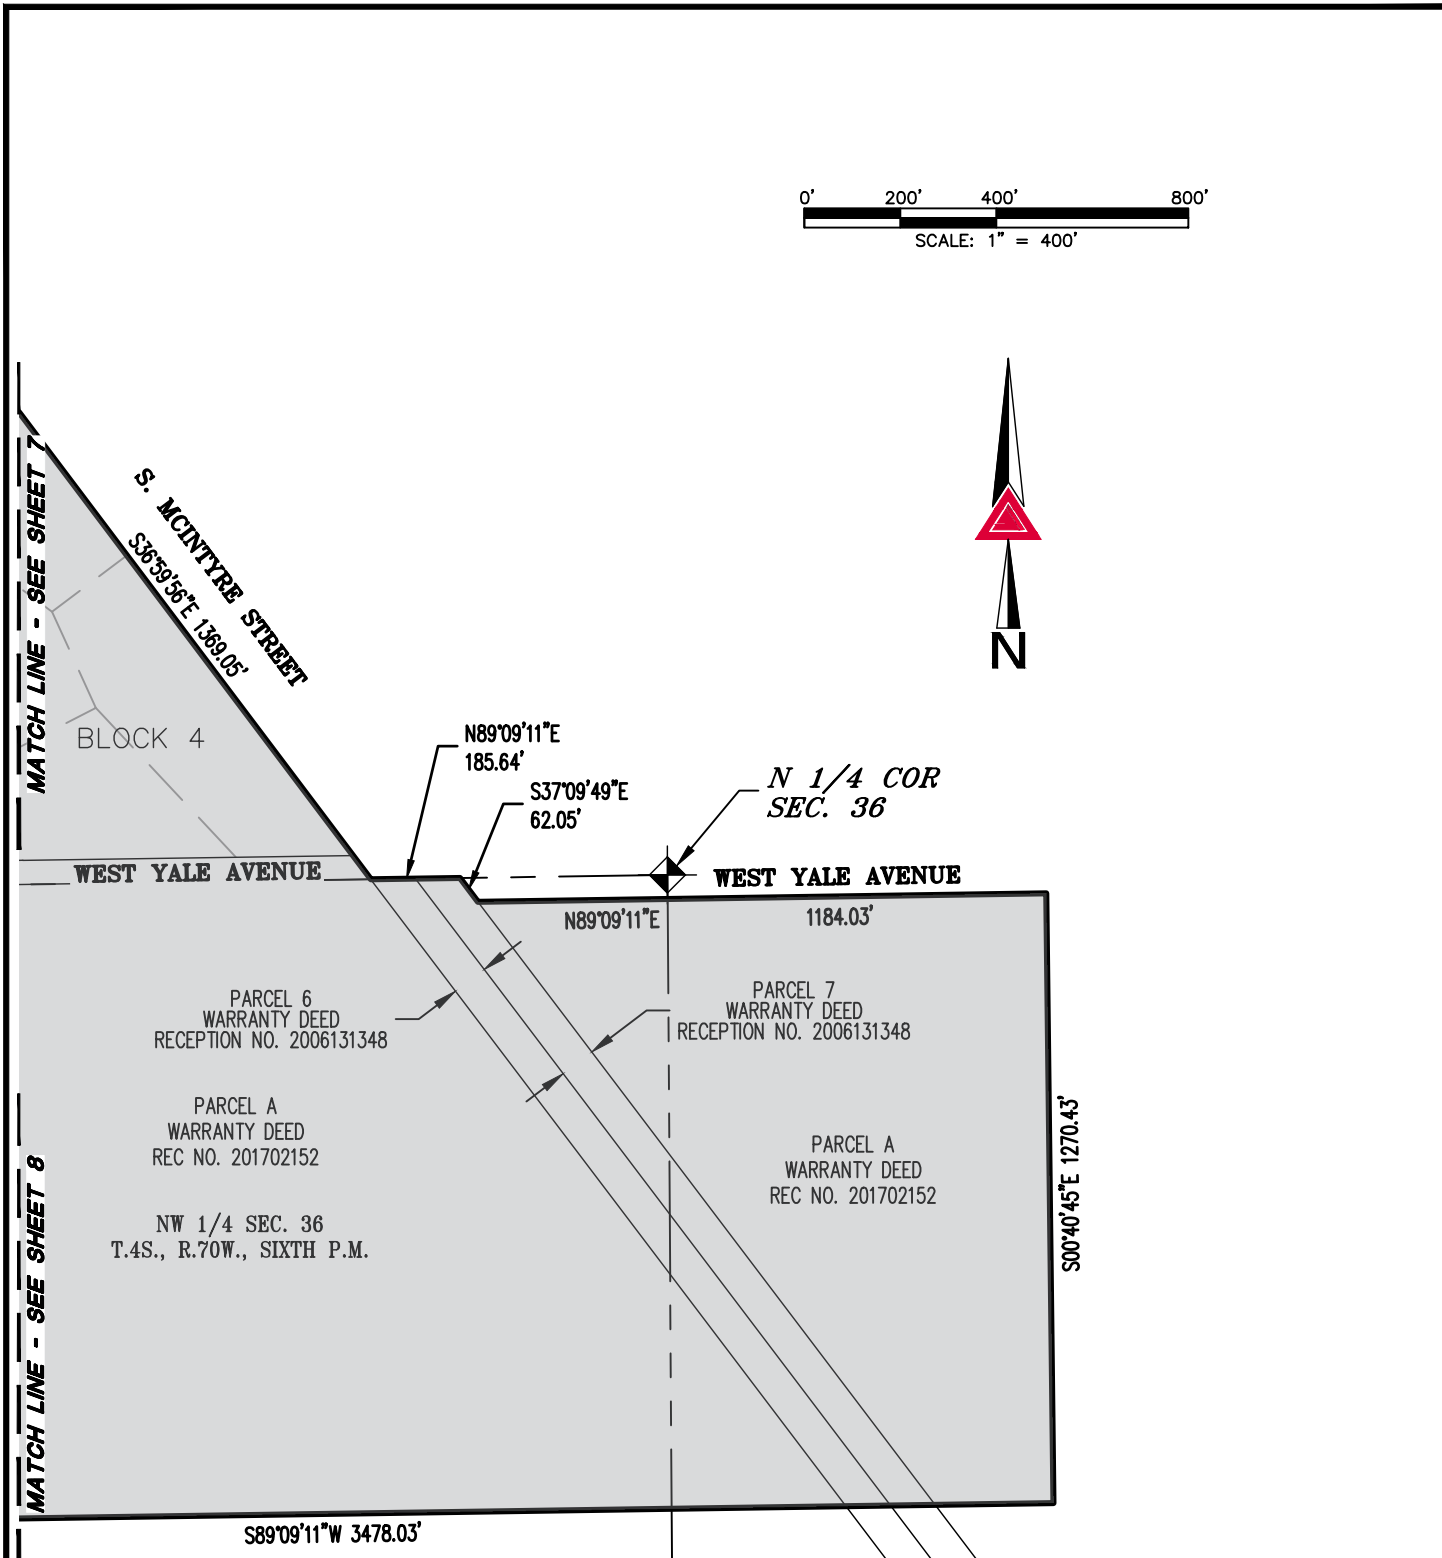 0' 200' 400' 800'
SCALE: 1" = 400'
N
MATCH LINE - SEE SHEET 7
S. MCINTYRE STREET
S36°59'56"E 1369.05'
BLOCK 4
N89°09'11"E
185.64'
S37°09'49"E
62.05'
N 1/4 COR
SEC. 36
WEST YALE AVENUE
WEST YALE AVENUE
N89°09'11"E 1184.03'
PARCEL 6
WARRANTY DEED
RECEPTION NO. 2006131348
PARCEL 7
WARRANTY DEED
RECEPTION NO. 2006131348
PARCEL A
WARRANTY DEED
REC NO. 201702152
PARCEL A
WARRANTY DEED
REC NO. 201702152
NW 1/4 SEC. 36
T.4S., R.70W., SIXTH P.M.
S00°40'45"E 1270.43'
MATCH LINE - SEE SHEET 8
S89°09'11"W 3478.03'